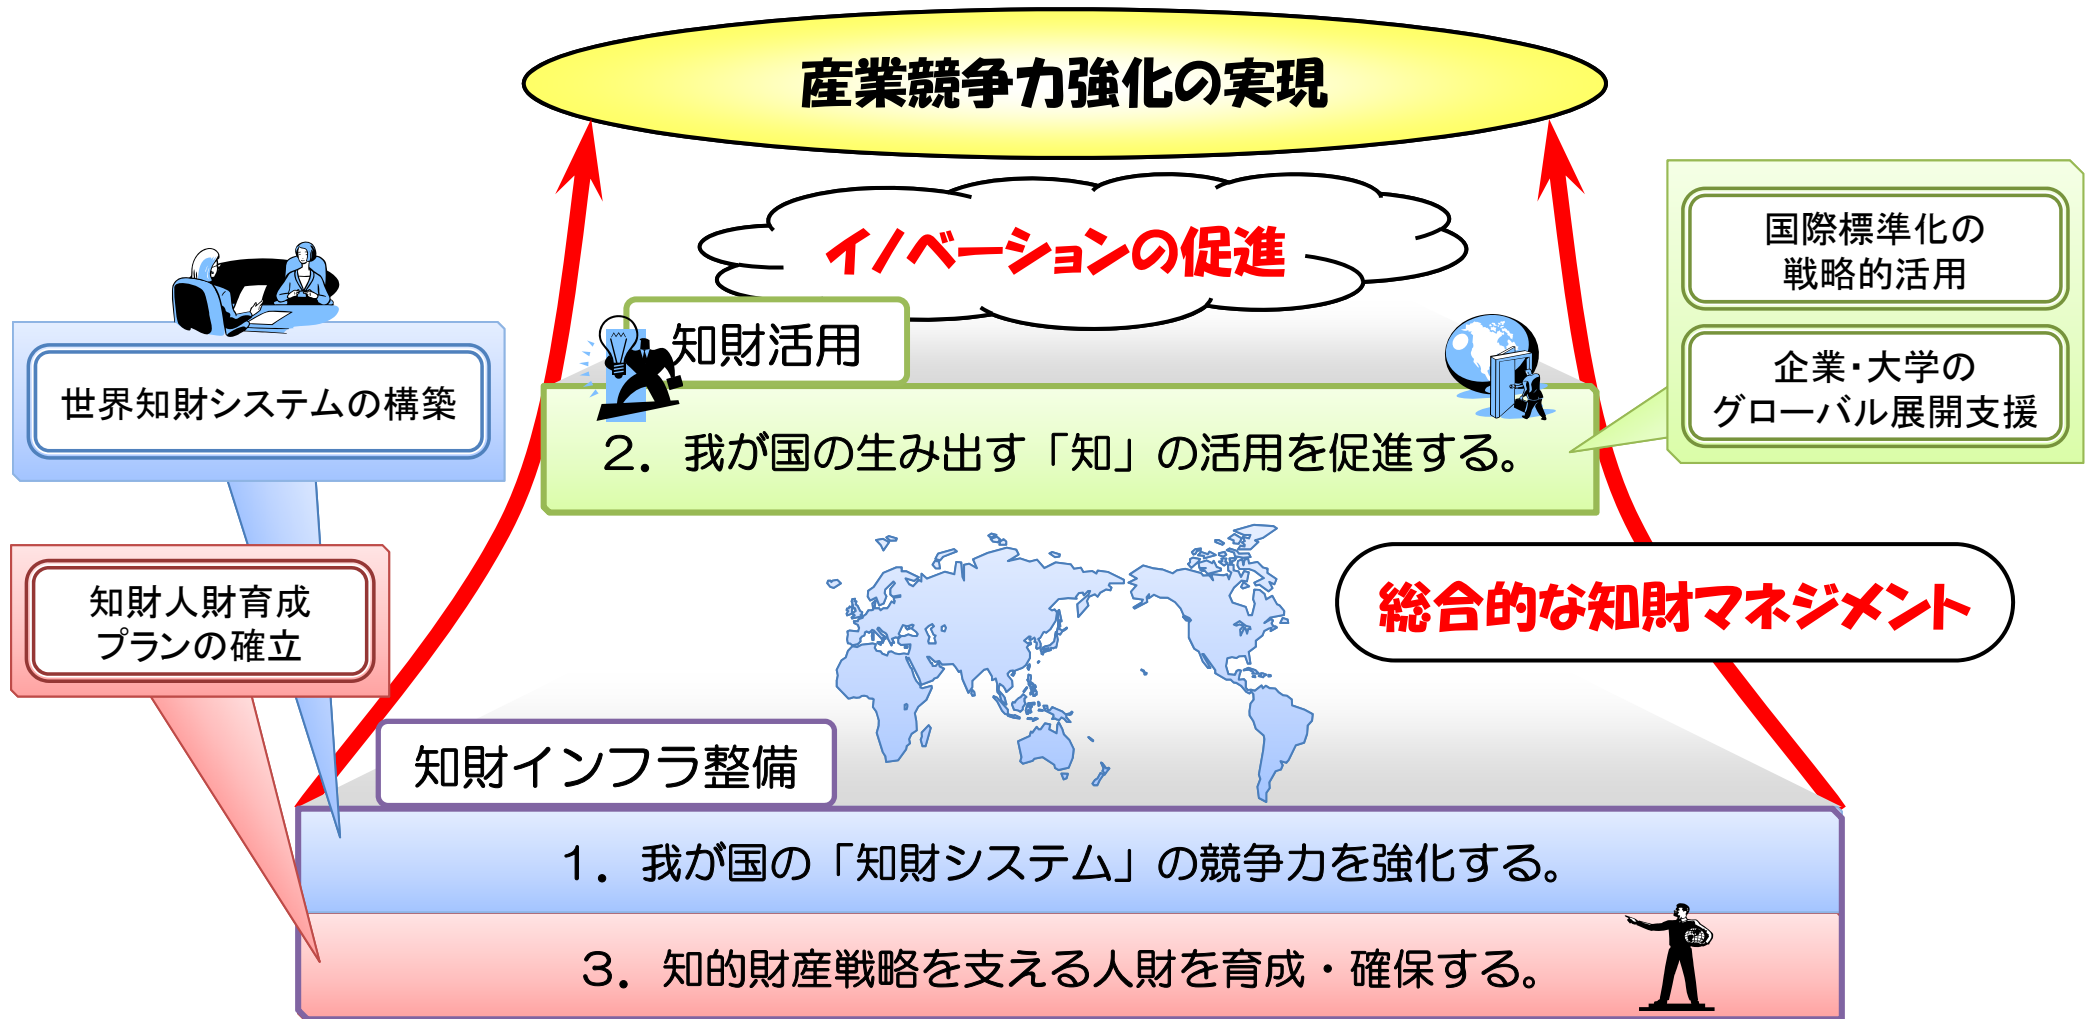 産業競争力強化の実現
イノベーションの促進
国際標準化の
戦略的活用
企業・大学の
グローバル展開支援
知財活用
世界知財システムの構築
2．我が国の生み出す「知」の活用を促進する。
知財人財育成
プランの確立
総合的な知財マネジメント
知財インフラ整備
1．我が国の「知財システム」の競争力を強化する。
3．知的財産戦略を支える人財を育成・確保する。